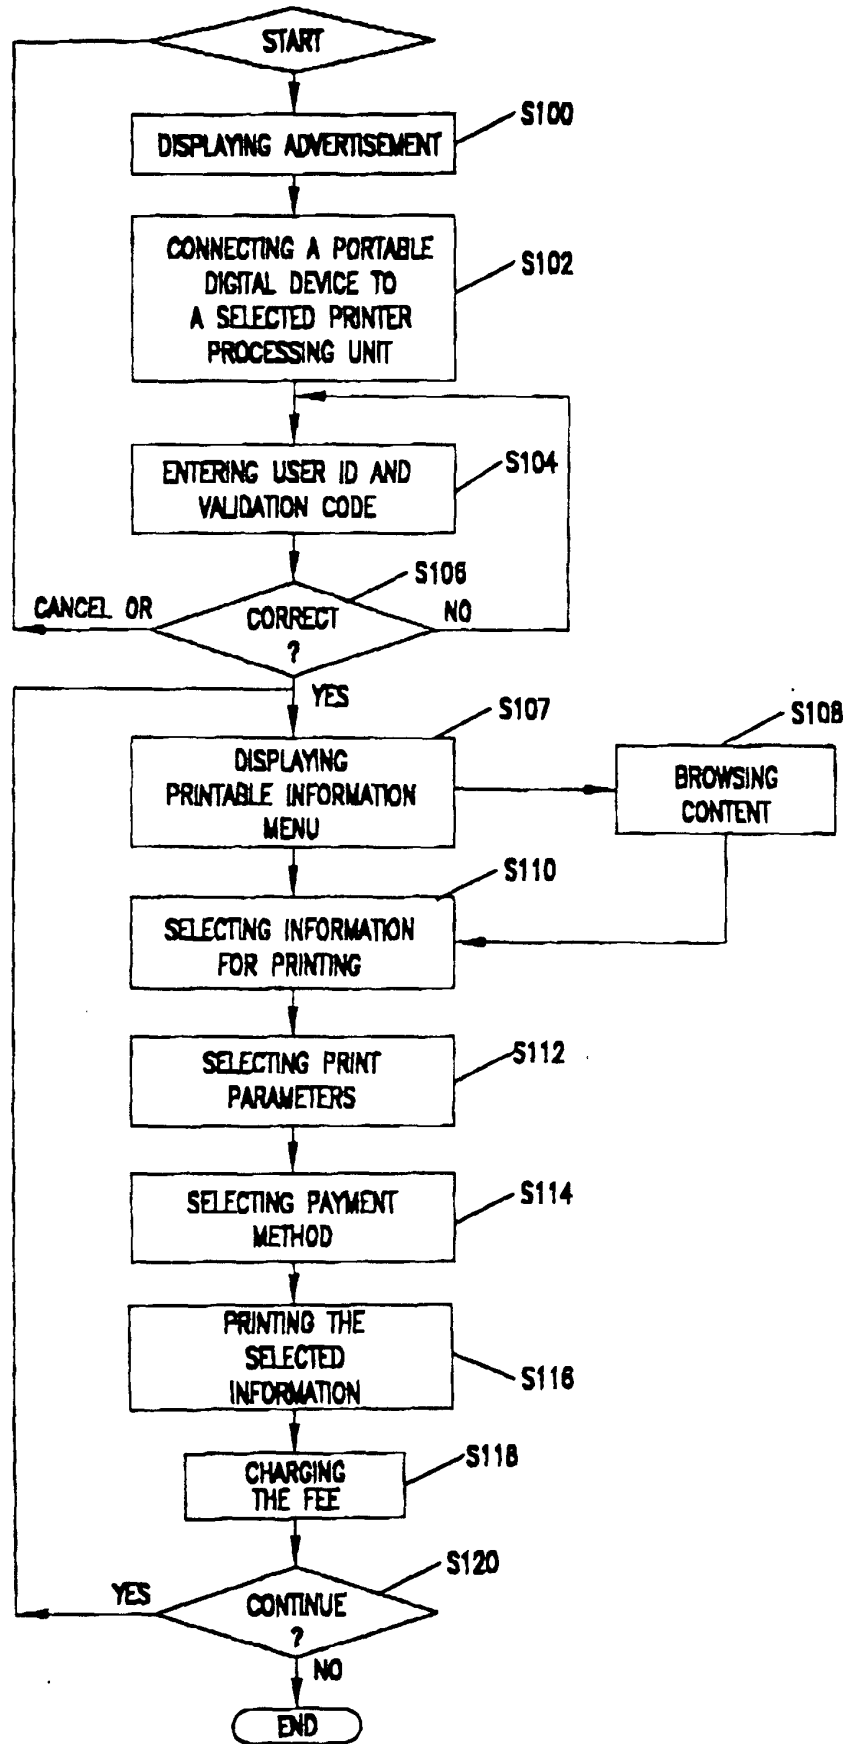 START
S100
DISPLAYING ADVERTISEMENT
CONNECTING A PORTABLE
DIGITAL DEVICE TO
A SELECTED PRINTER
PROCESSING UNIT
S102
ENTERING USER ID AND
VALIDATION CODE
S104
S106
CANCEL OR
CORRECT
?
NO
YES
S107
DISPLAYING
PRINTABLE INFORMATION
MENU
S108
BROWSING
CONTENT
S110
SELECTING INFORMATION
FOR PRINTING
S112
SELECTING PRINT
PARAMETERS
S114
SELECTING PAYMENT
METHOD
PRINTING THE
SELECTED
INFORMATION
S116
S118
CHARGING
THE FEE
S120
YES
CONTINUE
?
NO
END